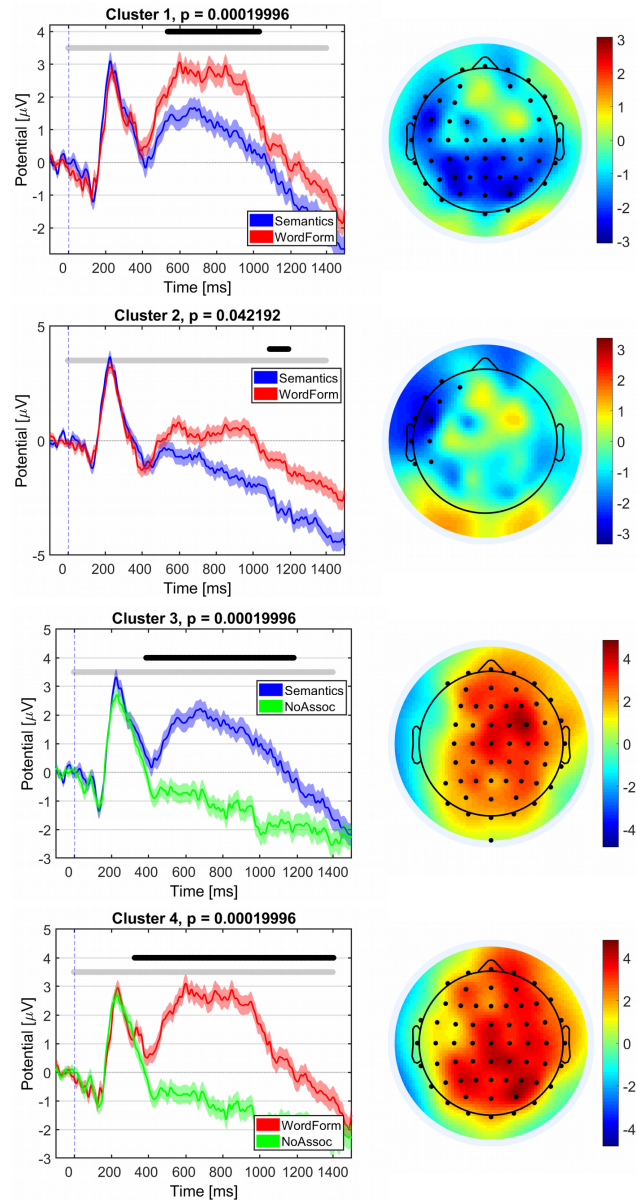 Cluster 1, p = 0.00019996
4
3
2
1
0
-1
-2
Potential [μV]
0 200 400 600 800 1000 1200 1400
Time [ms]
Semantics
WordForm
3
2
1
0
-1
-2
-3
Cluster 2, p = 0.042192
5
0
-5
Potential [μV]
0 200 400 600 800 1000 1200 1400
Time [ms]
Semantics
WordForm
3
2
1
0
-1
-2
-3
Cluster 3, p = 0.00019996
5
4
3
2
1
0
-1
-2
-3
Potential [μV]
0 200 400 600 800 1000 1200 1400
Time [ms]
Semantics
NoAssoc
4
2
0
-2
-4
Cluster 4, p = 0.00019996
5
4
3
2
1
0
-1
-2
-3
Potential [μV]
0 200 400 600 800 1000 1200 1400
Time [ms]
WordForm
NoAssoc
4
2
0
-2
-4